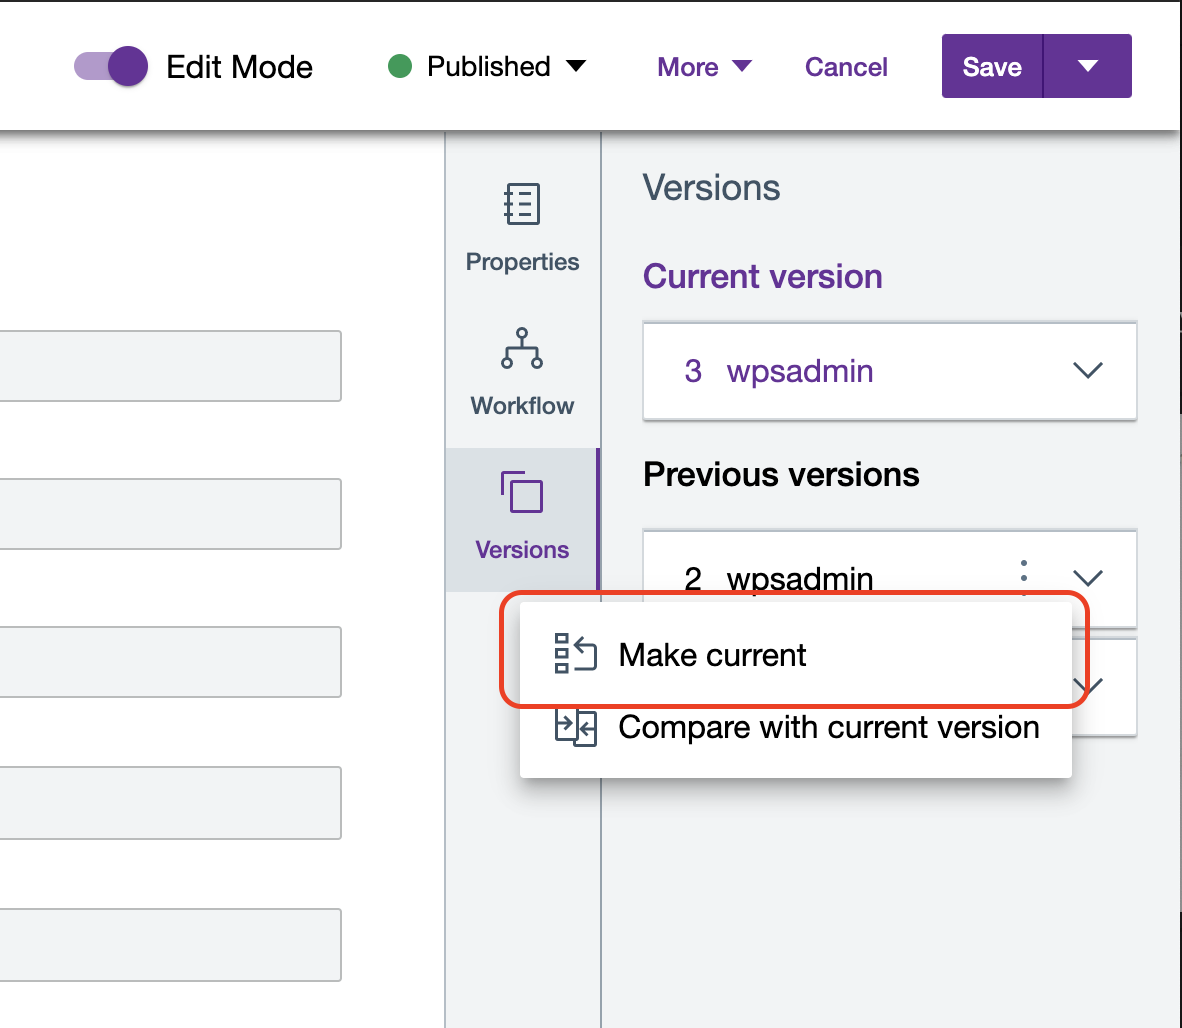 Edit Mode
Published
More
Cancel
Save
Properties
Workflow
Versions
Versions
Current version
3 wpsadmin
Previous versions
2 wpsadmin
Make current
Compare with current version